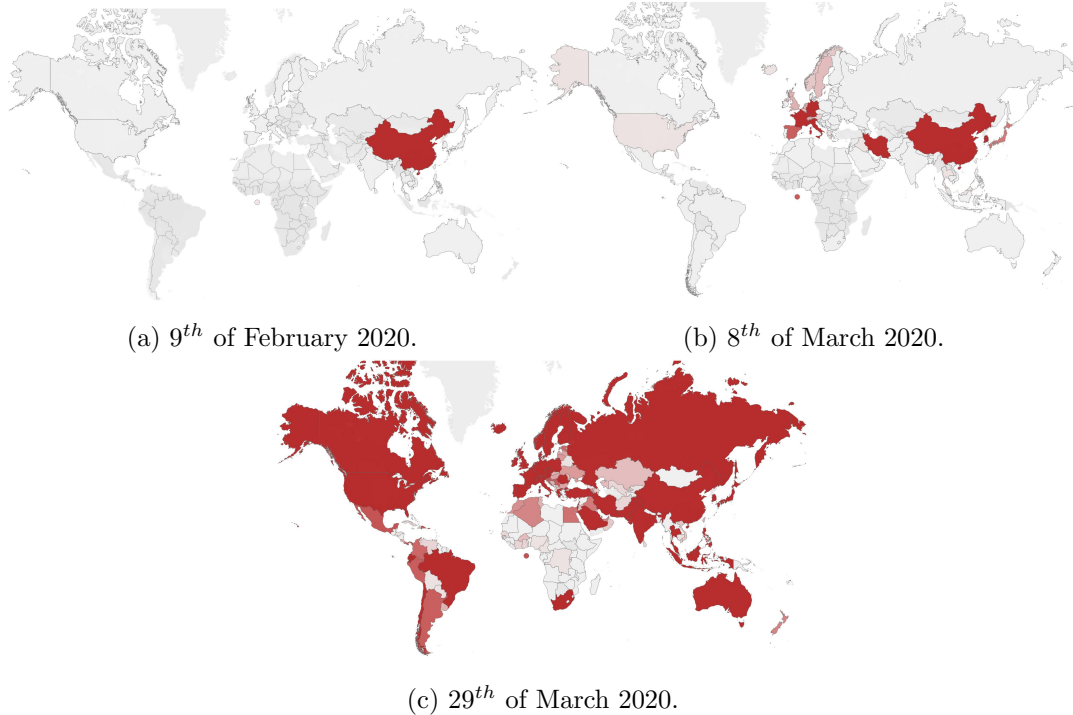 (a) 9th of February 2020.
(b) 8th of March 2020.
(c) 29th of March 2020.